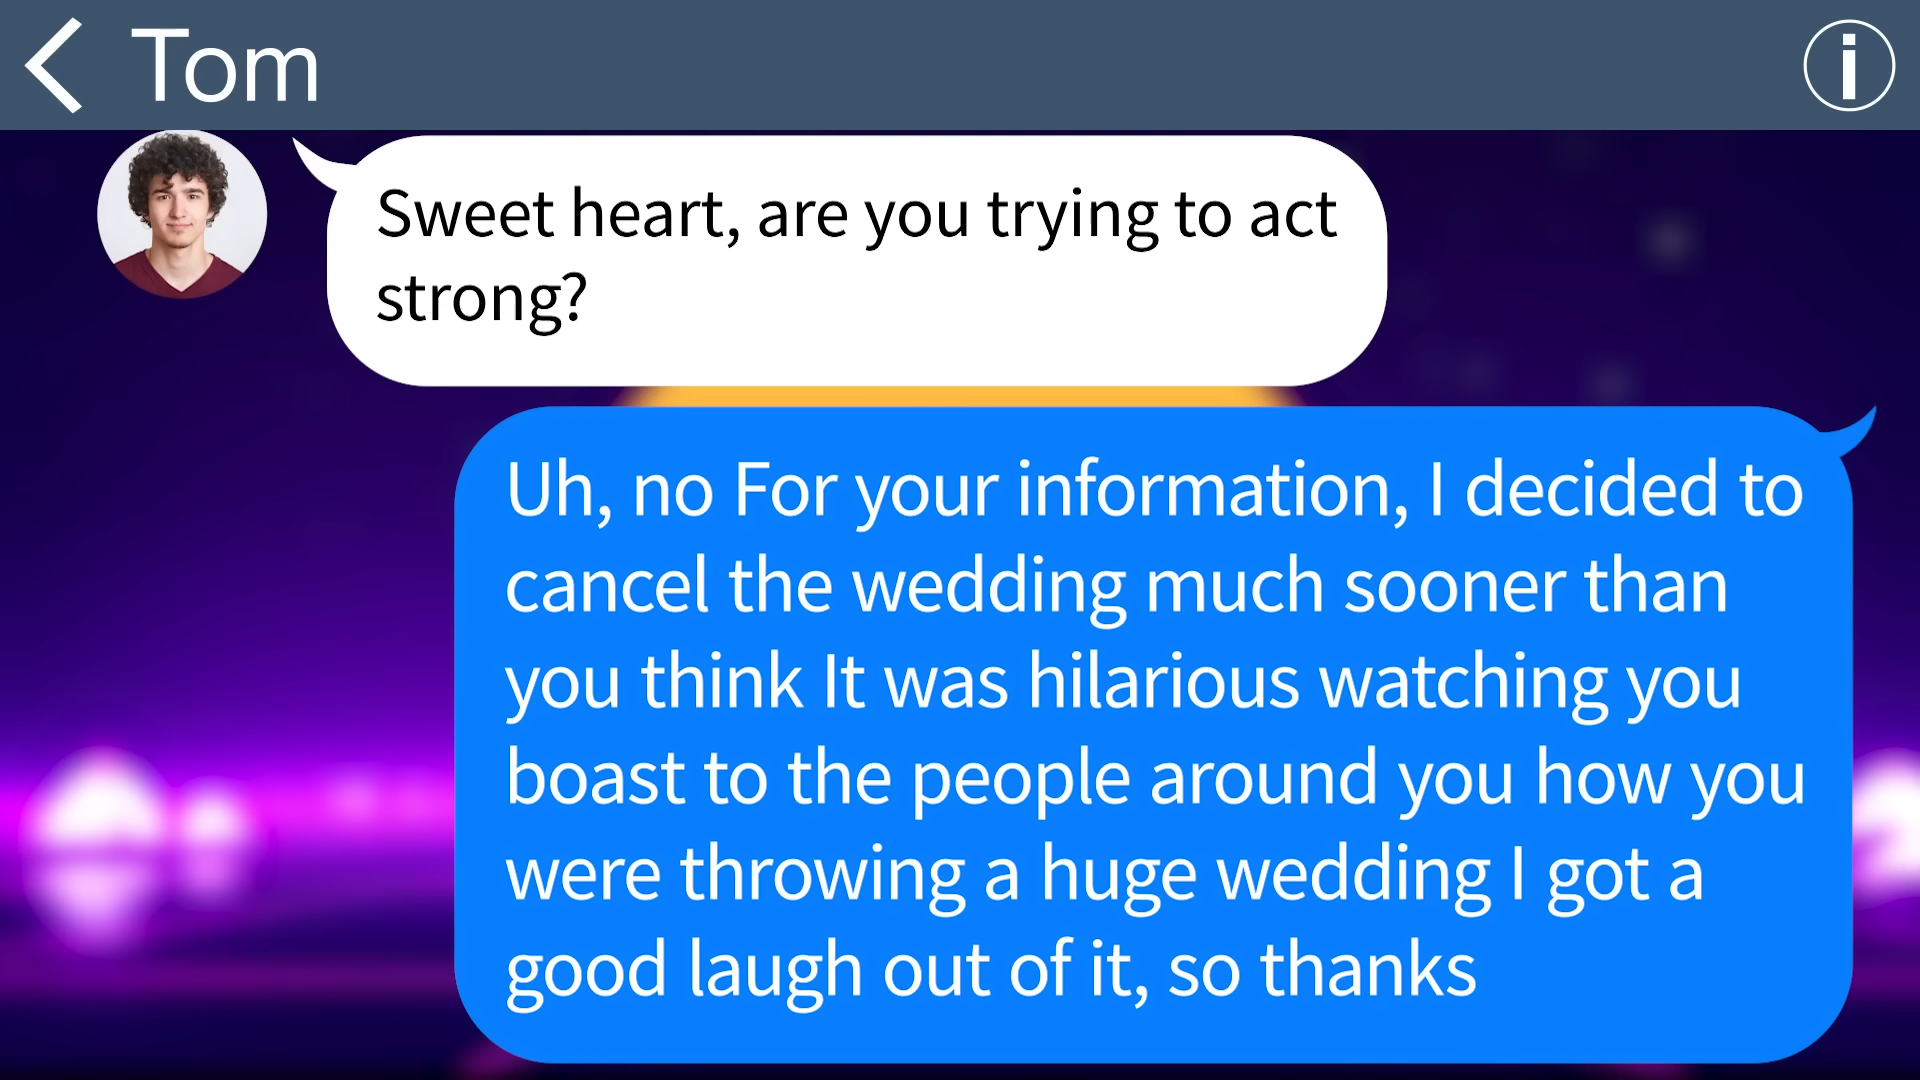 Tom
Sweet heart, are you trying to act
strong?
Uh, no For your information, I decided to
cancel the wedding much sooner than
you think It was hilarious watching you
boast to the people around you how you
were throwing a huge wedding I got a
good laugh out of it, so thanks